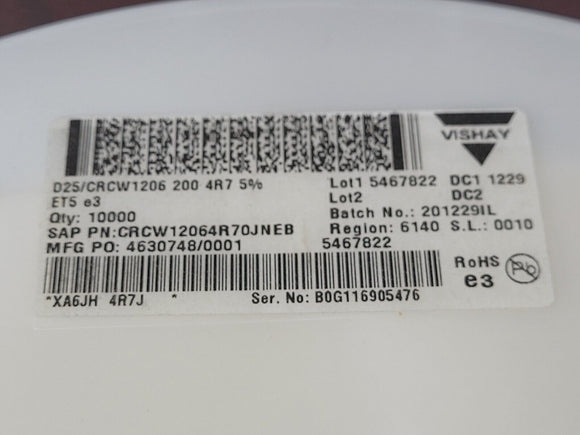 VISHAY
D25/CRCW1206 200 4R7 5% Lot1 5467822 DC1 1229
ET5 e3 Lot2 DC2
Qty: 10000 Batch No.: 201229IL
SAP PN:CRCW12064R70JNEB Region: 6140 S.L.: 0010
MFG PO: 4630748/0001 5467822
RoHS
e3
Pb
*XA6JH 4R7J * Ser. No: B0G116905476